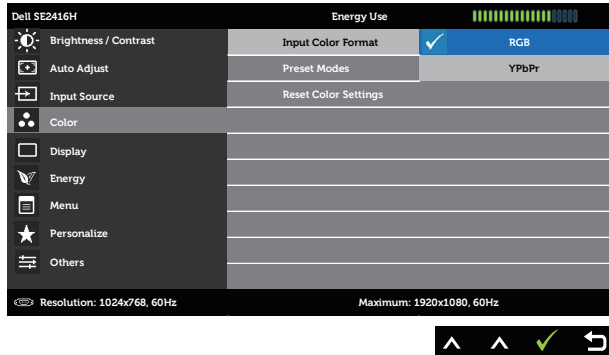 Dell SE2416H Energy Use
Brightness / Contrast Input Color Format RGB
Auto Adjust Preset Modes YPbPr
Input Source Reset Color Settings
Color
Display
Energy
Menu
Personalize
Others
Resolution: 1024x768, 60Hz Maximum: 1920x1080, 60Hz